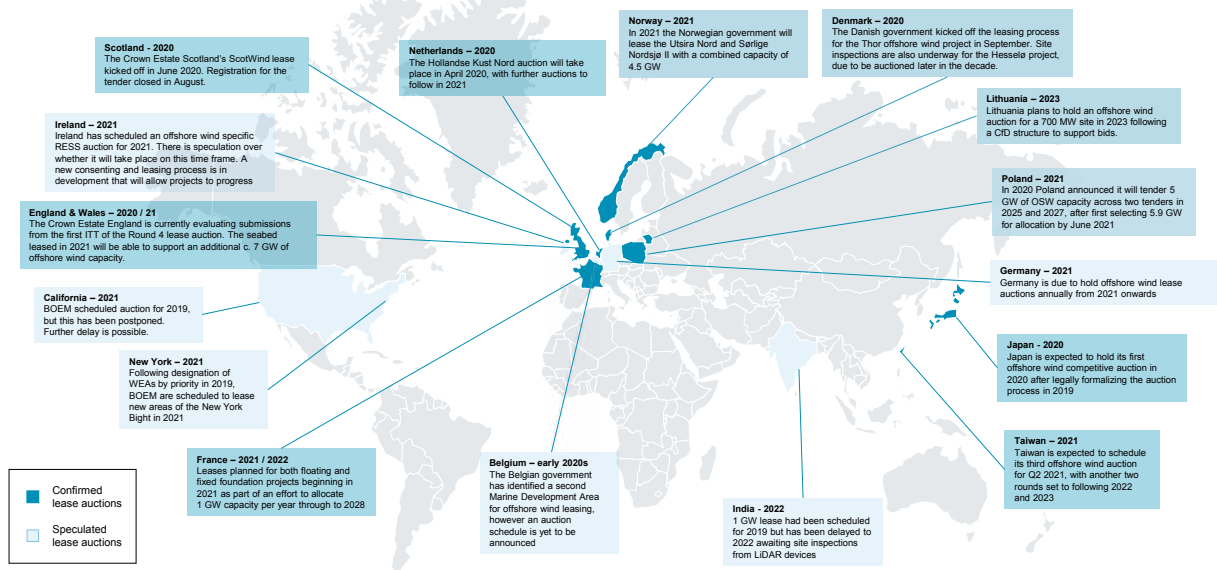 Scotland - 2020
The Crown Estate Scotland's ScotWind lease
kicked off in June 2020. Registration for the
tender closed in August.
Netherlands – 2020
The Hollandse Kust Nord auction will take
place in April 2020, with further auctions to
follow in 2021
Norway – 2021
In 2021 the Norwegian government will
lease the Utsira Nord and Sørlige
Nordsjø II with a combined capacity of
4.5 GW
Denmark – 2020
The Danish government kicked off the leasing process
for the Thor offshore wind project in September. Site
inspections are also underway for the Hesselø project,
due to be auctioned later in the decade.
Lithuania – 2023
Lithuania plans to hold an offshore wind
auction for a 700 MW site in 2023 following
a CfD structure to support bids.
Ireland – 2021
Ireland has scheduled an offshore wind specific
RESS auction for 2021. There is speculation over
whether it will take place on this time frame. A
new consenting and leasing process is in
development that will allow projects to progress
Poland – 2021
In 2020 Poland announced it will tender 5
GW of OSW capacity across two tenders in
2025 and 2027, after first selecting 5.9 GW
for allocation by June 2021
England & Wales – 2020 / 21
The Crown Estate England is currently evaluating submissions
from the first ITT of the Round 4 lease auction. The seabed
leased in 2021 will be able to support an additional c. 7 GW of
offshore wind capacity.
Germany – 2021
Germany is due to hold offshore wind lease
auctions annually from 2021 onwards
California – 2021
BOEM scheduled auction for 2019,
but this has been postponed.
Further delay is possible.
New York – 2021
Following designation of
WEAs by priority in 2019,
BOEM are scheduled to lease
new areas of the New York
Bight in 2021
Japan - 2020
Japan is expected to hold its first
offshore wind competitive auction in
2020 after legally formalizing the auction
process in 2019
Taiwan – 2021
Taiwan is expected to schedule
its third offshore wind auction
for Q2 2021, with another two
rounds set to following 2022
and 2023
France – 2021 / 2022
Leases planned for both floating and
fixed foundation projects beginning in
2021 as part of an effort to allocate
1 GW capacity per year through to 2028
Belgium – early 2020s
The Belgian government
has identified a second
Marine Development Area
for offshore wind leasing,
however an auction
schedule is yet to be
announced
India - 2022
1 GW lease had been scheduled
for 2019 but has been delayed to
2022 awaiting site inspections
from LiDAR devices
Confirmed
lease auctions
Speculated
lease auctions